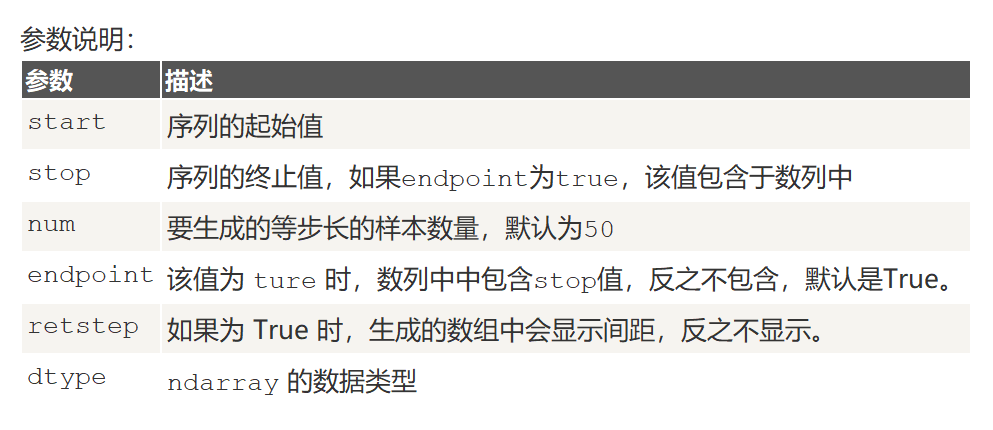 参数说明：
参数 描述
start 序列的起始值
stop 序列的终止值，如果endpoint为true，该值包含于数列中
num 要生成的等步长的样本数量，默认为50
endpoint 该值为 ture 时，数列中中包含stop值，反之不包含，默认是True。
retstep 如果为 True 时，生成的数组中会显示间距，反之不显示。
dtype ndarray 的数据类型